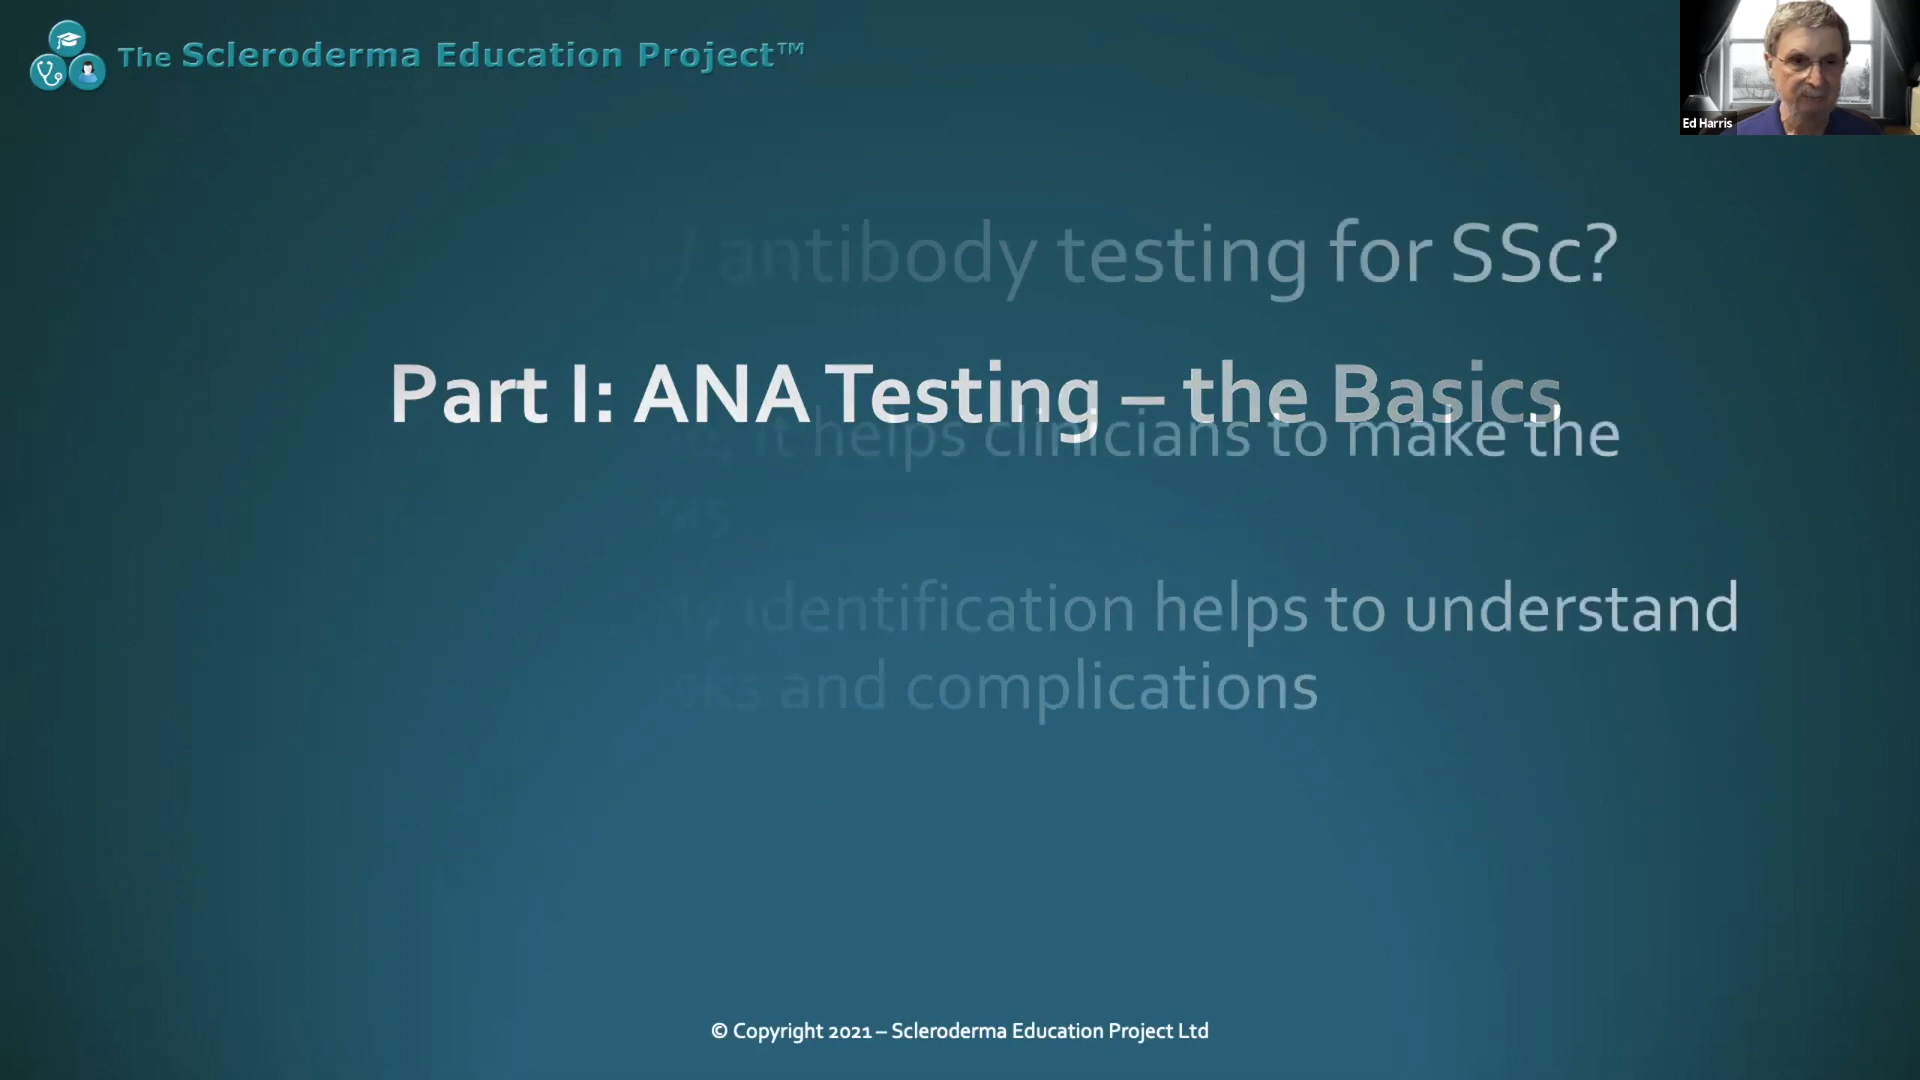 The Scleroderma Education Project™
Ed Harris
antibody testing for SSc?
Part I: ANA Testing – the Basics
it helps clinicians to make the
identification helps to understand
and complications
© Copyright 2021 – Scleroderma Education Project Ltd